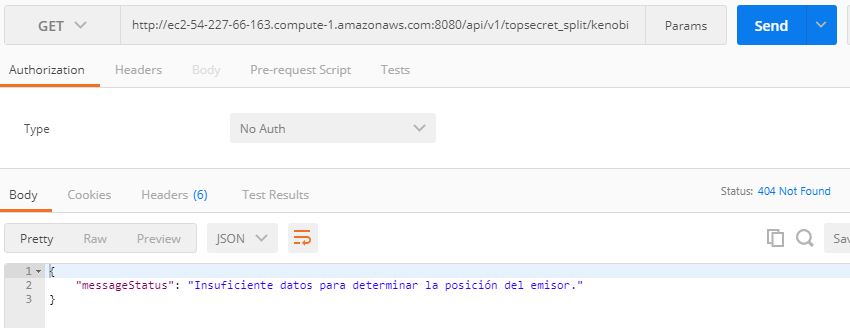 GET http://ec2-54-227-66-163.compute-1.amazonaws.com:8080/api/v1/topsecret_split/kenobi Params Send
Authorization Headers Body Pre-request Script Tests
Type No Auth
Body Cookies Headers (6) Test Results Status: 404 Not Found
Pretty Raw Preview JSON Sav
1 {
2 "messageStatus": "Insuficiente datos para determinar la posición del emisor."
3 }